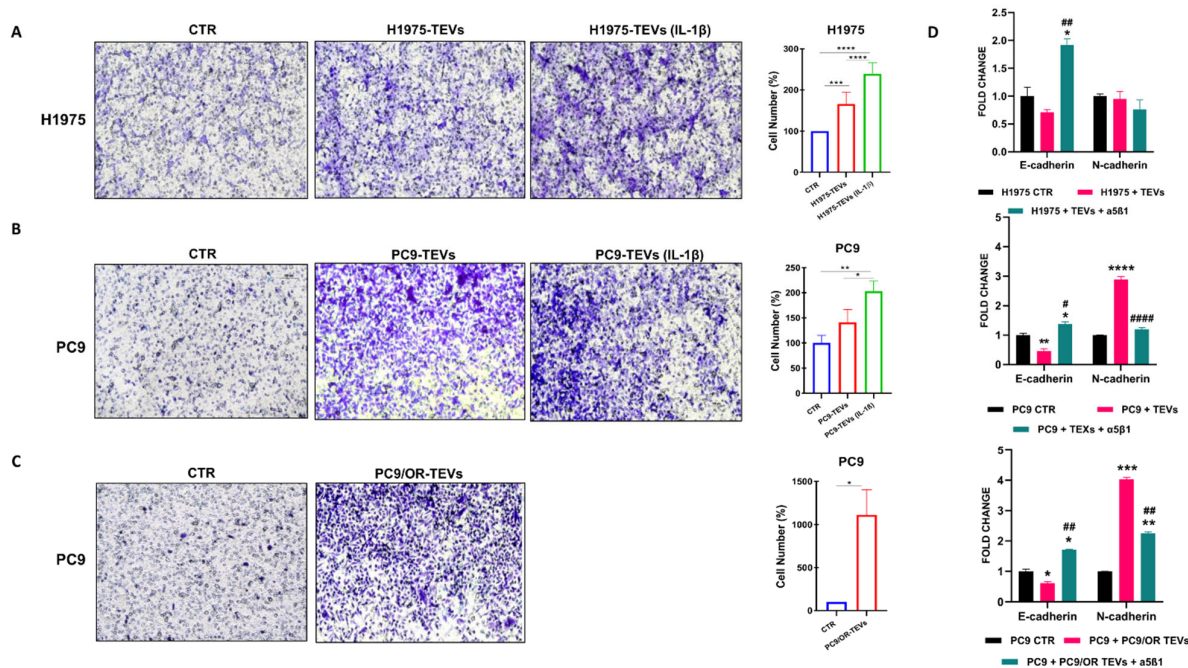 A
CTR
H1975-TEVs
H1975-TEVs (IL-1β)
H1975
H1975
Cell Number (%)
300
200
100
0
****
****
***
CTR
H1975-TEVs
H1975-TEVs (IL-1β)
B
CTR
PC9-TEVs
PC9-TEVs (IL-1β)
PC9
PC9
Cell Number (%)
250
200
150
100
50
0
**
*
CTR
PC9-TEVs
PC9-TEVs (IL-1ß)
C
CTR
PC9/OR-TEVs
PC9
PC9
Cell Number (%)
1500
1000
500
0
*
CTR
PC9/OR-TEVs
D
FOLD CHANGE
2.5
2.0
1.5
1.0
0.5
0.0
##
*
E-cadherin
N-cadherin
H1975 CTR
H1975 + TEVs
H1975 + TEVs + a5ß1
FOLD CHANGE
5
4
3
2
1
0
#
*
**
****
####
E-cadherin
N-cadherin
PC9 CTR
PC9 + TEVs
PC9 + TEXs + α5β1
FOLD CHANGE
5
4
3
2
1
0
##
*
*
***
##
**
E-cadherin
N-cadherin
PC9 CTR
PC9 + PC9/OR TEVs
PC9 + PC9/OR TEVs + a5ß1